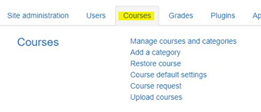 Site administration Users Courses Grades Plugins Ap
Courses
Manage courses and categories
Add a category
Restore course
Course default settings
Course request
Upload courses